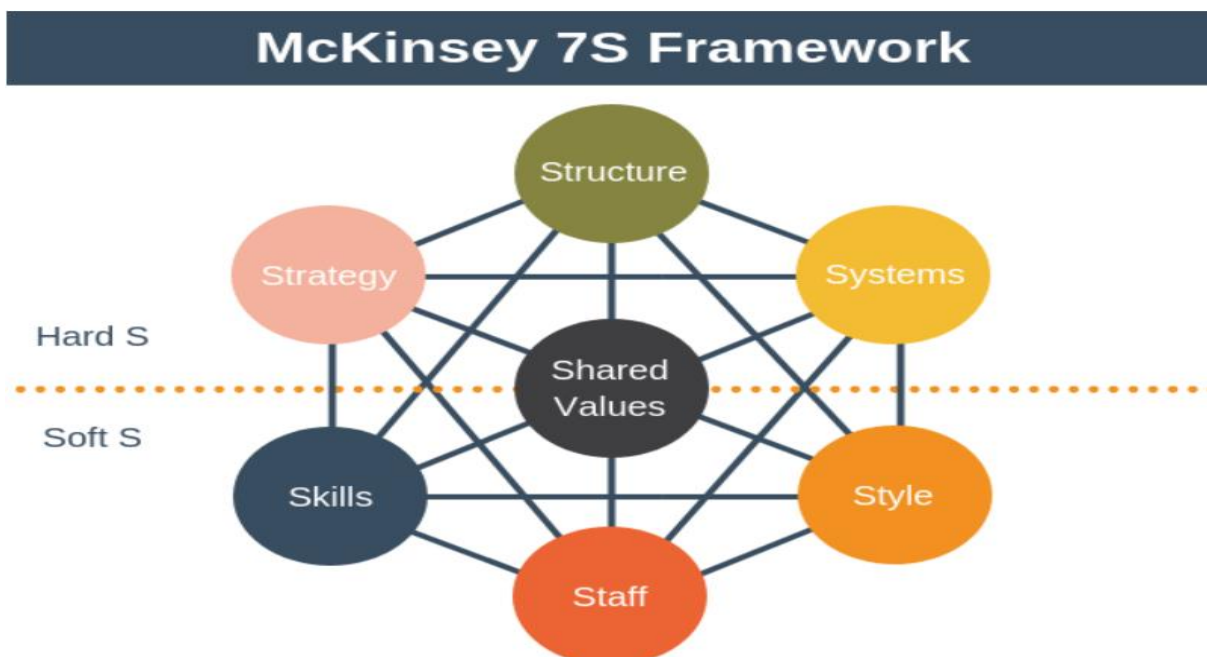 McKinsey 7S Framework
Structure
Strategy
Systems
Hard S
Shared
Values
Soft S
Skills
Style
Staff